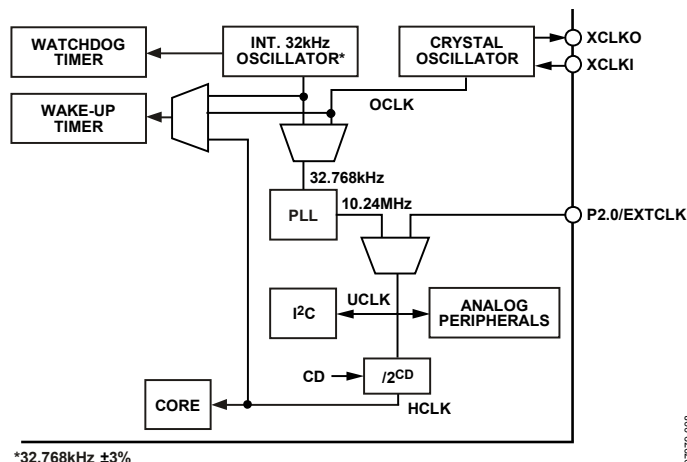 WATCHDOG
TIMER
INT. 32kHz
OSCILLATOR*
CRYSTAL
OSCILLATOR
XCLKO
XCLKI
WAKE-UP
TIMER
OCLK
32.768kHz
PLL
10.24MHz
P2.0/EXTCLK
I²C
UCLK
ANALOG
PERIPHERALS
CD
/2ᶜᴰ
CORE
HCLK
*32.768kHz ±3%